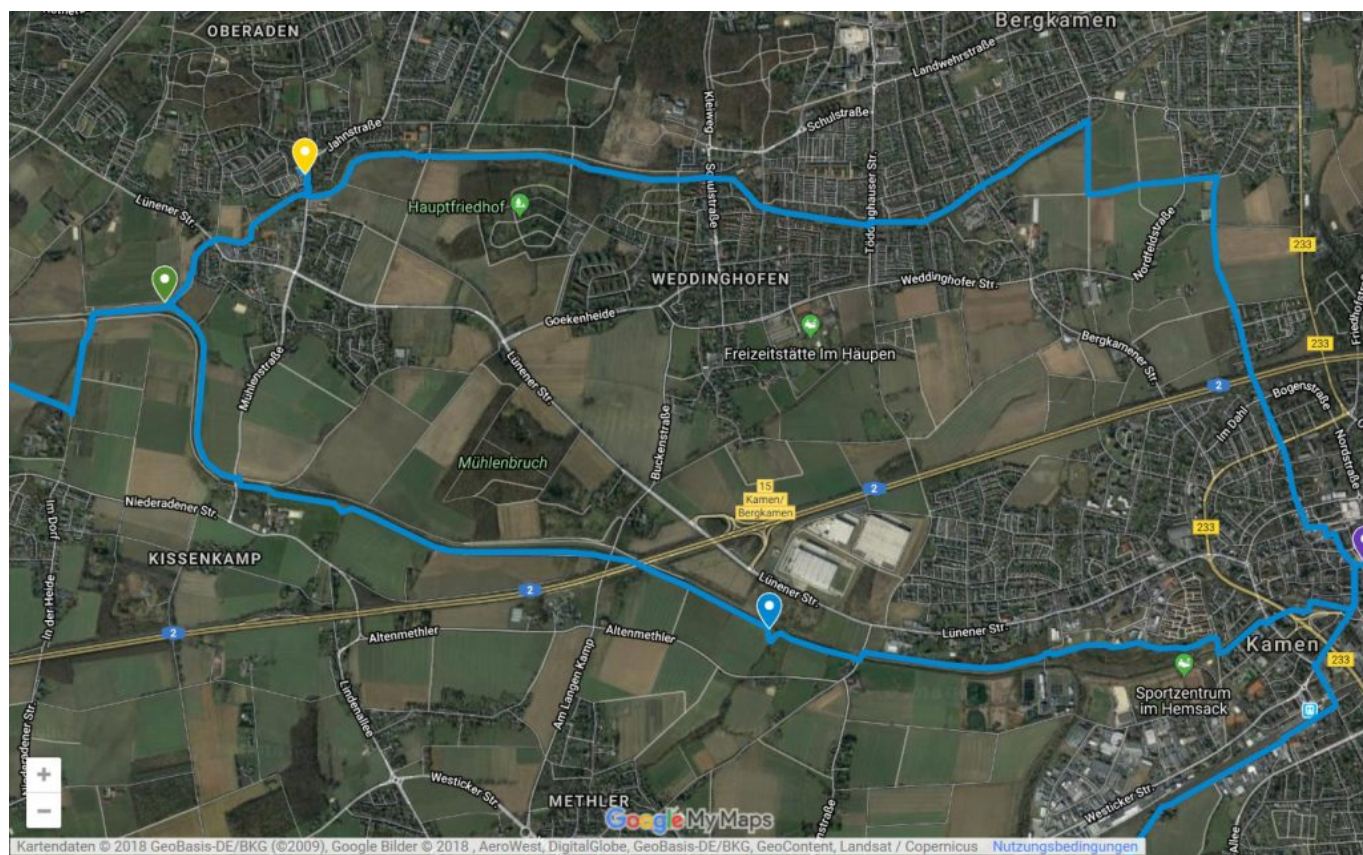 Bergkamen
OBERADEN
Landwehrstraße
Kleiweg
Schulstraße
Jahnstraße
Töddinghauser Str.
Schulstraße
Lünener Str.
Hauptfriedhof
Nordfeldstraße
233
WEDDINGHOFEN
Weddinghofer Str.
Goekenheide
Freizeitstätte Im Häupen
233
Bergkamener Str.
Mühlenstraße
Lünener Str.
2
Bogenstraße
Im Dahl
Buckenstraße
Nordstraße
Mühlenbruch
2
15
Kamen/
Bergkamen
Niederadener Str.
Im Dorf
233
KISSENKAMP
2
Lünener Str.
In der Heide
2
Altenmethler
Altenmethler
Lünener Str.
Kamen
233
Am Langen Kamp
Lindenallee
Sportzentrum
im Hemsack
Niederadener Str.
+
−
Westicker Str.
METHLER
Westicker Str.
Google My Maps
Allee
Kartendaten © 2018 GeoBasis-DE/BKG (©2009), Google Bilder © 2018 , AeroWest, DigitalGlobe, GeoBasis-DE/BKG, GeoContent, Landsat / Copernicus Nutzungsbedingungen